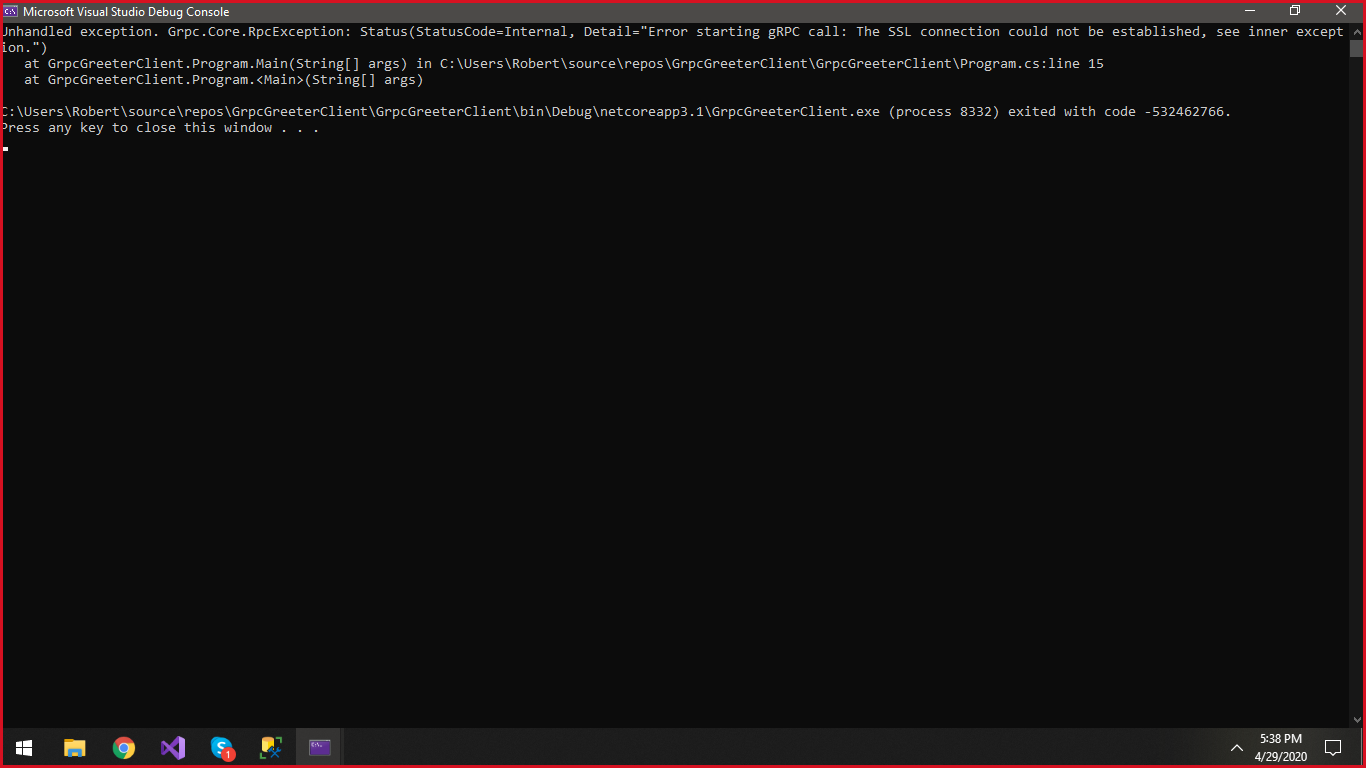 Microsoft Visual Studio Debug Console
Unhandled exception. Grpc.Core.RpcException: Status(StatusCode=Internal, Detail="Error starting gRPC call: The SSL connection could not be established, see inner except
ion.")
   at GrpcGreeterClient.Program.Main(String[] args) in C:\Users\Robert\source\repos\GrpcGreeterClient\GrpcGreeterClient\Program.cs:line 15
   at GrpcGreeterClient.Program.<Main>(String[] args)
C:\Users\Robert\source\repos\GrpcGreeterClient\GrpcGreeterClient\bin\Debug\netcoreapp3.1\GrpcGreeterClient.exe (process 8332) exited with code -532462766.
Press any key to close this window . . .
S 1
5:38 PM
4/29/2020